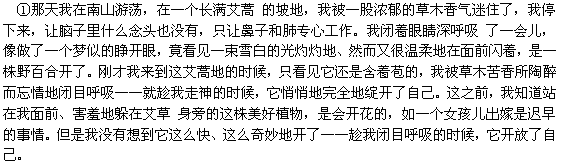 ①那天我在南山游荡，在一个长满艾蒿 的坡地，我被一股浓郁的草木香气迷住了，我停
下来，让脑子里什么念头也没有，只让鼻子和肺专心工作。我闭着眼睛深呼吸 了一会儿，
像做了一个梦似的睁开眼，竟看见一束雪白的光灼灼地、然而又很温柔地在面前闪着，是一
株野百合开了。刚才我来到这艾蒿地的时候，只看见它还是含着苞的，我被草木苦香所陶醉
而忘情地闭目呼吸一一就趁我走神的时候，它悄悄地完全地绽开了自己。这之前，我知道站
在我面前、害羞地躲在艾草 身旁的这株美好植物，是会开花的，如一个女孩儿出嫁是迟早
的事情。但是我没有想到它这么快、这么奇妙地开了一一趁我闭目呼吸的时候，它开放了自
己。